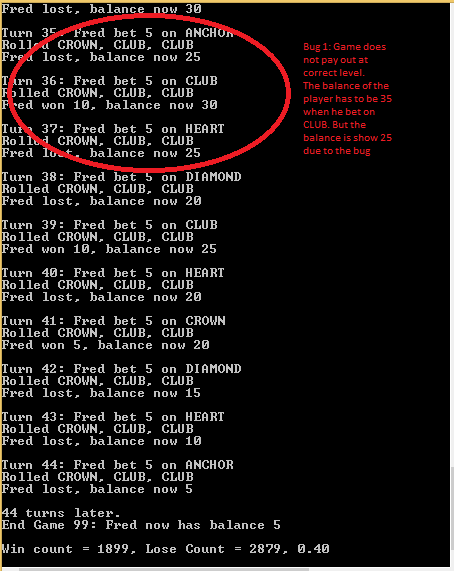 Fred lost, balance now 30
Turn 35: Fred bet 5 on ANCHOR
Rolled CROWN, CLUB, CLUB
Fred lost, balance now 25
Turn 36: Fred bet 5 on CLUB
Rolled CROWN, CLUB, CLUB
Fred won 10, balance now 30
Turn 37: Fred bet 5 on HEART
Rolled CROWN, CLUB, CLUB
Fred lost, balance now 25
Turn 38: Fred bet 5 on DIAMOND
Rolled CROWN, CLUB, CLUB
Fred lost, balance now 20
Turn 39: Fred bet 5 on CLUB
Rolled CROWN, CLUB, CLUB
Fred won 10, balance now 25
Turn 40: Fred bet 5 on HEART
Rolled CROWN, CLUB, CLUB
Fred lost, balance now 20
Turn 41: Fred bet 5 on CROWN
Rolled CROWN, CLUB, CLUB
Fred won 5, balance now 20
Turn 42: Fred bet 5 on DIAMOND
Rolled CROWN, CLUB, CLUB
Fred lost, balance now 15
Turn 43: Fred bet 5 on HEART
Rolled CROWN, CLUB, CLUB
Fred lost, balance now 10
Turn 44: Fred bet 5 on ANCHOR
Rolled CROWN, CLUB, CLUB
Fred lost, balance now 5
44 turns later.
End Game 99: Fred now has balance 5
Win count = 1899, Lose Count = 2879, 0.40
Bug 1: Game does
not pay out at
correct level.
The balance of the
player has to be 35
when he bet on
CLUB. But the
balance is show 25
due to the bug